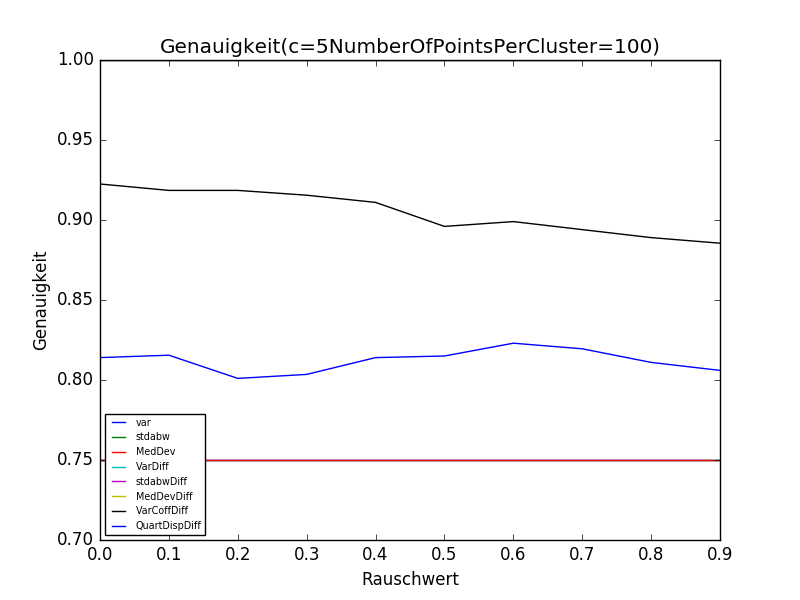 Genauigkeit(c=5NumberOfPointsPerCluster=100)
1.00
0.95
0.90
0.85
0.80
0.75
0.70
Genauigkeit
var
stdabw
MedDev
VarDiff
stdabwDiff
MedDevDiff
VarCoffDiff
QuartDispDiff
0.0 0.1 0.2 0.3 0.4 0.5 0.6 0.7 0.8 0.9
Rauschwert